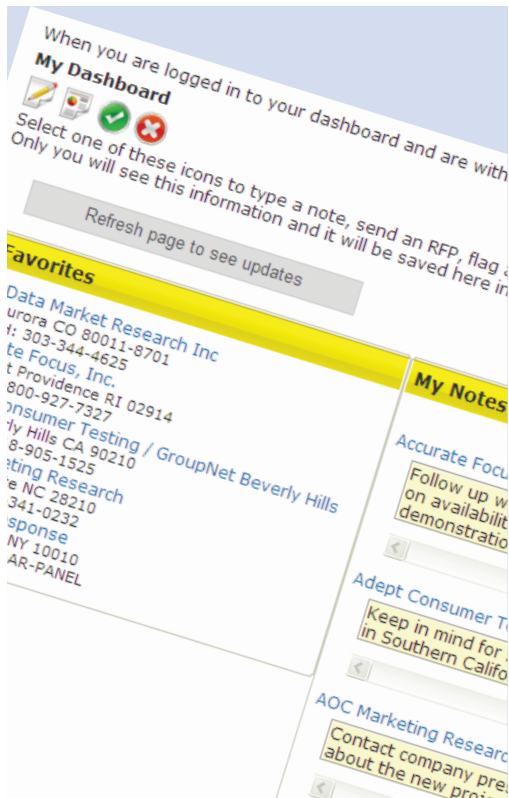 When you are logged in to your dashboard and are with
My Dashboard
Select one of these icons to type a note, send an RFP, flag a
Only you will see this information and it will be saved here in
Refresh page to see updates
Favorites
Data Market Research Inc
urora CO 80011-8701
: 303-344-4625
te Focus, Inc.
t Providence RI 02914
800-927-7327
onsumer Testing / GroupNet Beverly Hills
ly Hills CA 90210
8-905-1525
eting Research
e NC 28210
341-0232
sponse
NY 10010
AR-PANEL
My Notes
Accurate Focu
Follow up w
on availabilit
demonstratio
Adept Consumer Te
Keep in mind for
in Southern Califo
AOC Marketing Researc
Contact company pres
about the new proje